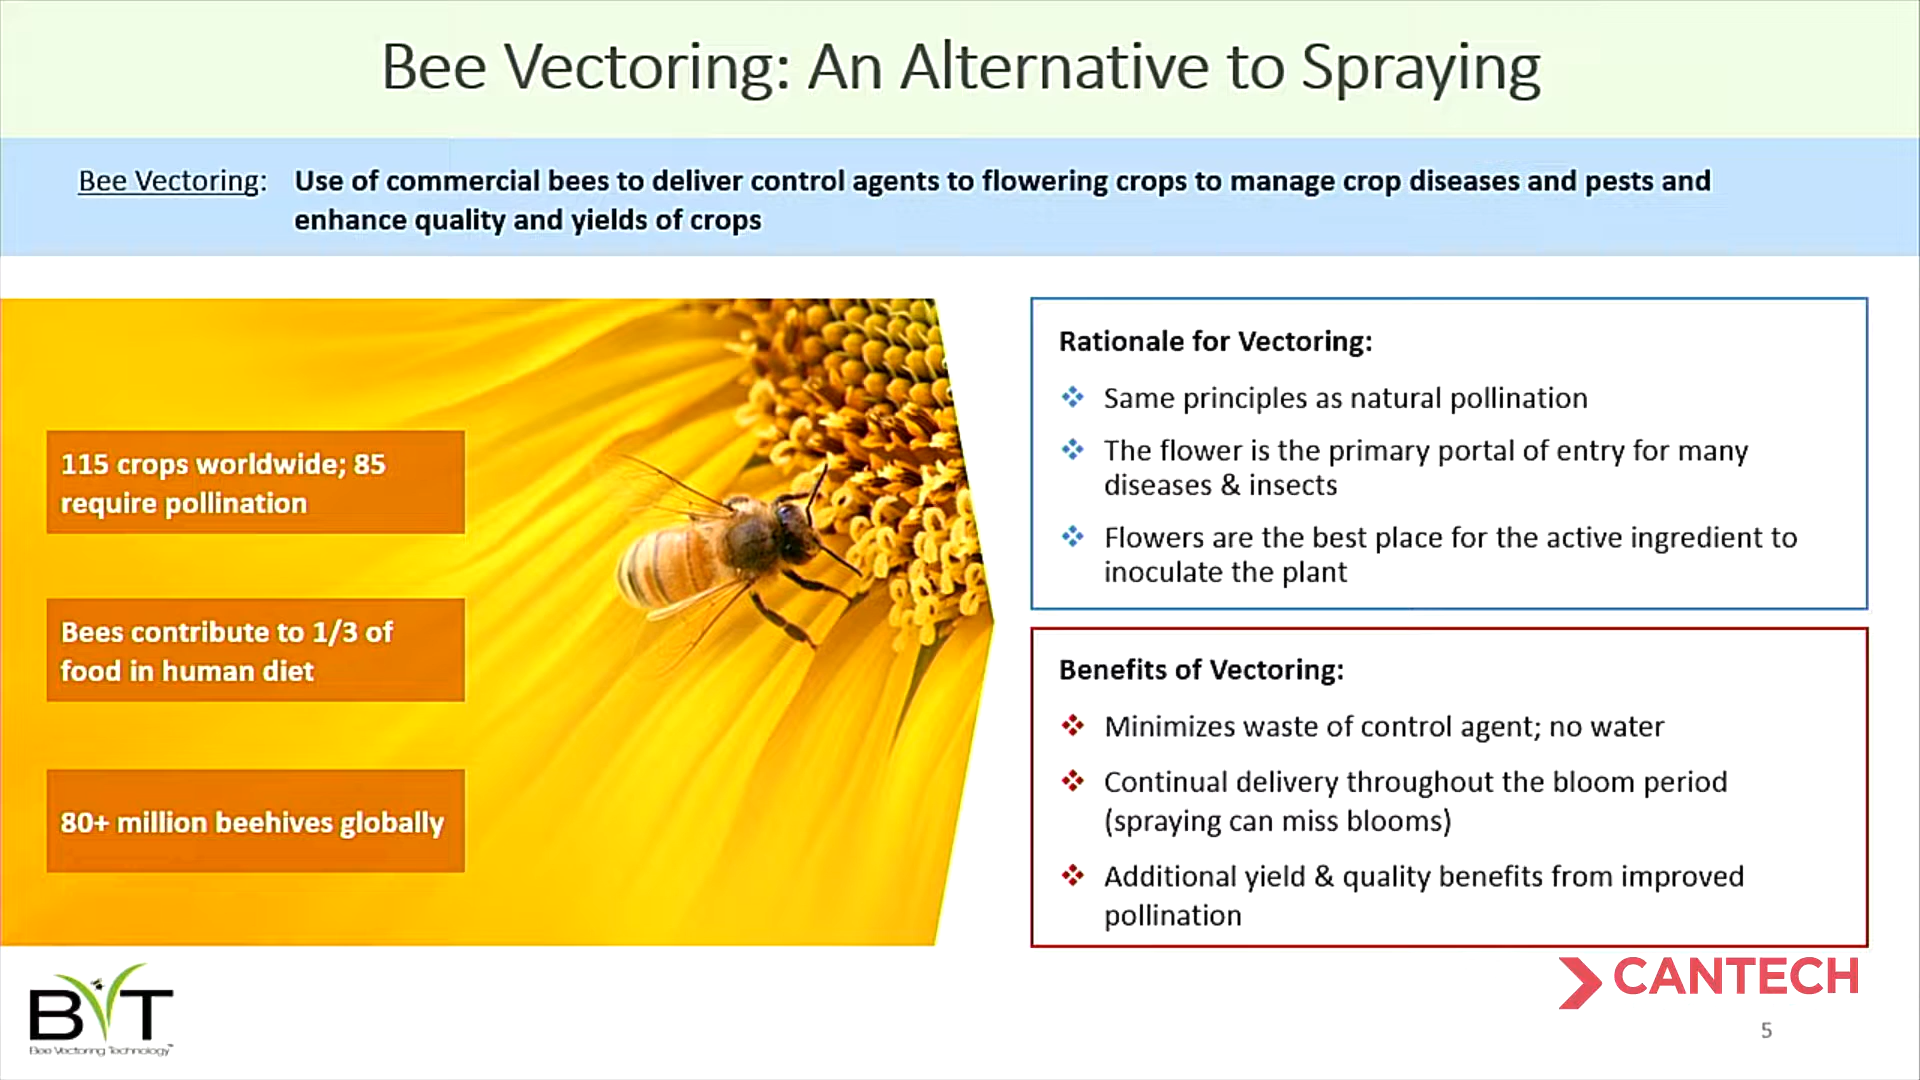 Bee Vectoring: An Alternative to Spraying
Bee Vectoring: Use of commercial bees to deliver control agents to flowering crops to manage crop diseases and pests and
enhance quality and yields of crops
115 crops worldwide; 85
require pollination
Bees contribute to 1/3 of
food in human diet
80+ million beehives globally
Rationale for Vectoring:
Same principles as natural pollination
The flower is the primary portal of entry for many
diseases & insects
Flowers are the best place for the active ingredient to
inoculate the plant
Benefits of Vectoring:
Minimizes waste of control agent; no water
Continual delivery throughout the bloom period
(spraying can miss blooms)
Additional yield & quality benefits from improved
pollination
BVT
Bee Vectoring Technology™
CANTECH
5